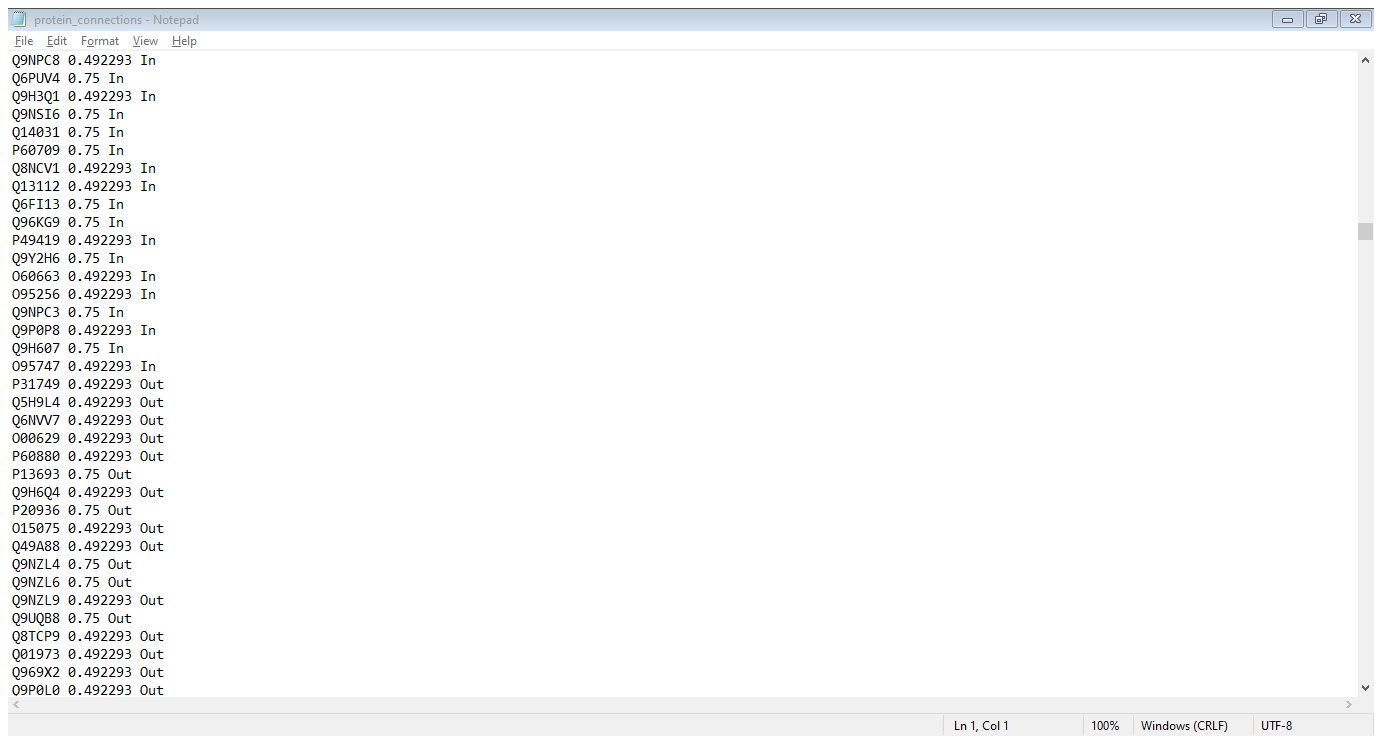 protein_connections - Notepad
File Edit Format View Help
Q9NPC8 0.492293 In
Q6PUV4 0.75 In
Q9H3Q1 0.492293 In
Q9NSI6 0.75 In
Q14031 0.75 In
P60709 0.75 In
Q8NCV1 0.492293 In
Q13112 0.492293 In
Q6FI13 0.75 In
Q96KG9 0.75 In
P49419 0.492293 In
Q9Y2H6 0.75 In
O60663 0.492293 In
O95256 0.492293 In
Q9NPC3 0.75 In
Q9P0P8 0.492293 In
Q9H607 0.75 In
O95747 0.492293 In
P31749 0.492293 Out
Q5H9L4 0.492293 Out
Q6NVV7 0.492293 Out
O00629 0.492293 Out
P60880 0.492293 Out
P13693 0.75 Out
Q9H6Q4 0.492293 Out
P20936 0.75 Out
O15075 0.492293 Out
Q49A88 0.492293 Out
Q9NZL4 0.75 Out
Q9NZL6 0.75 Out
Q9NZL9 0.492293 Out
Q9UQB8 0.75 Out
Q8TCP9 0.492293 Out
Q01973 0.492293 Out
Q969X2 0.492293 Out
Q9P0L0 0.492293 Out
Ln 1, Col 1 100% Windows (CRLF) UTF-8